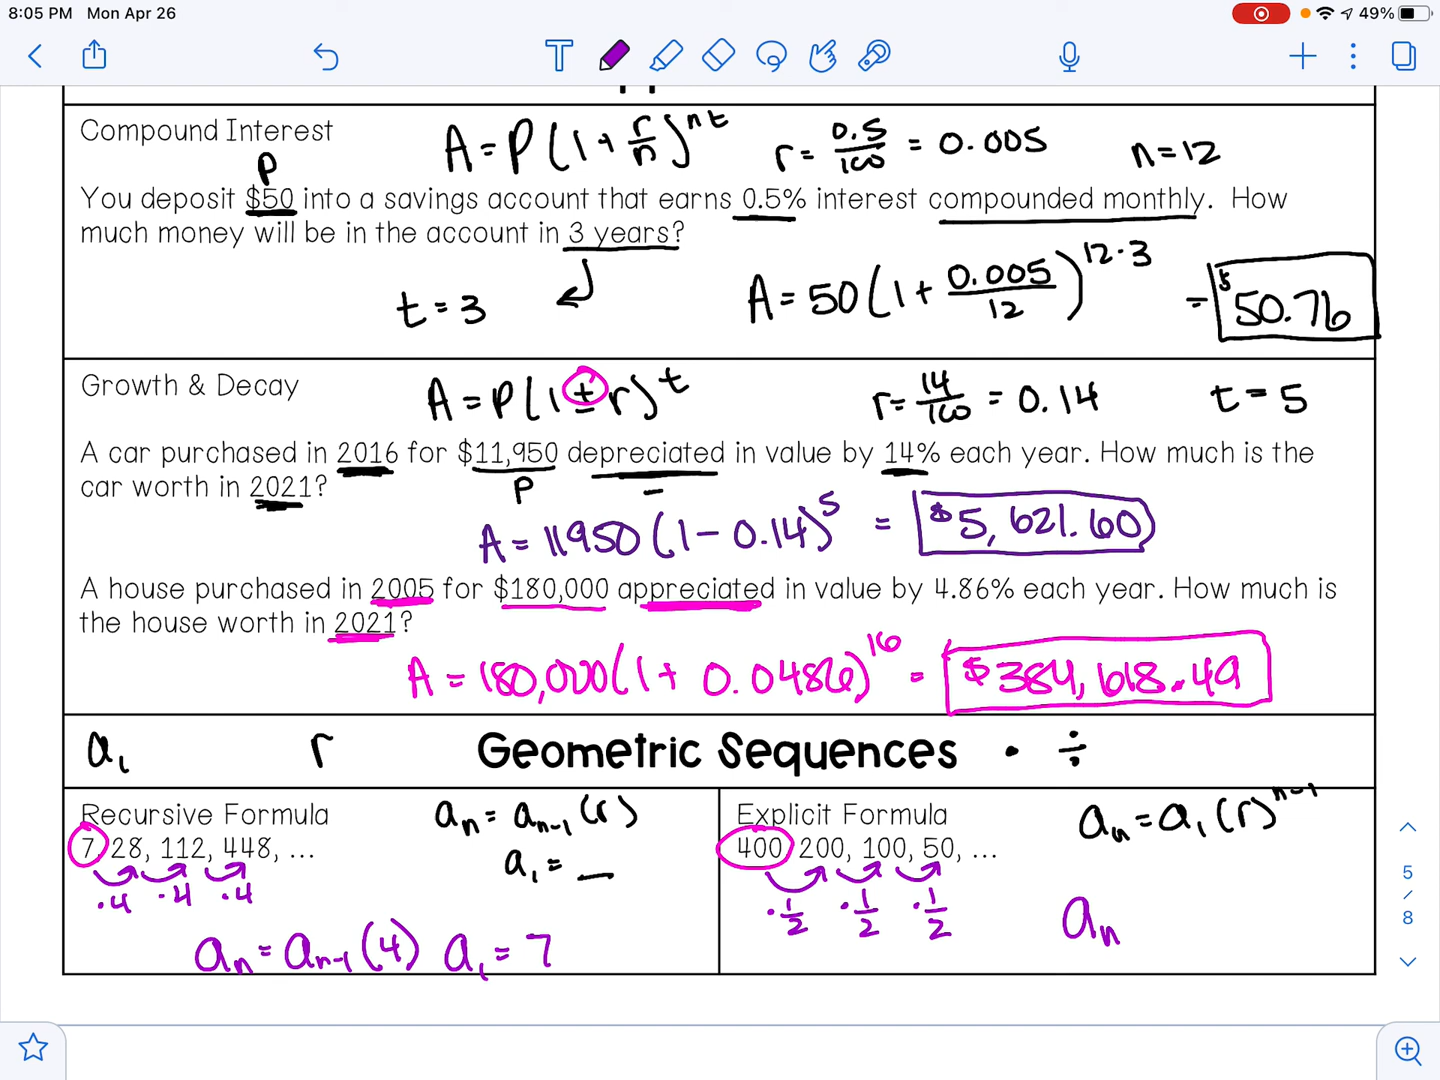 8:05 PM Mon Apr 26
49%
T
Compound Interest
A = P(1 + r/n)^nt
r = 0.5/100 = 0.005
n = 12
P
You deposit $50 into a savings account that earns 0.5% interest compounded monthly. How
much money will be in the account in 3 years?
t = 3
A = 50(1 + 0.005/12)^12·3
= $50.76
Growth & Decay
A = P(1 ± r)^t
r = 14/100 = 0.14
t = 5
A car purchased in 2016 for $11,950 depreciated in value by 14% each year. How much is the
car worth in 2021?
P
−
A = 11950(1 − 0.14)^5 = $5,621.60
A house purchased in 2005 for $180,000 appreciated in value by 4.86% each year. How much is
the house worth in 2021?
A = 180,000(1 + 0.0486)^16 = $384,618.49
a₁ r Geometric Sequences • ÷
Recursive Formula
aₙ = aₙ₋₁(r)
7, 28, 112, 448, ...
a₁ = _
·4 ·4 ·4
aₙ = aₙ₋₁(4) a₁ = 7
Explicit Formula
aₙ = a₁(r)^n−1
400, 200, 100, 50, ...
·1/2 ·1/2 ·1/2
aₙ
5
/
8